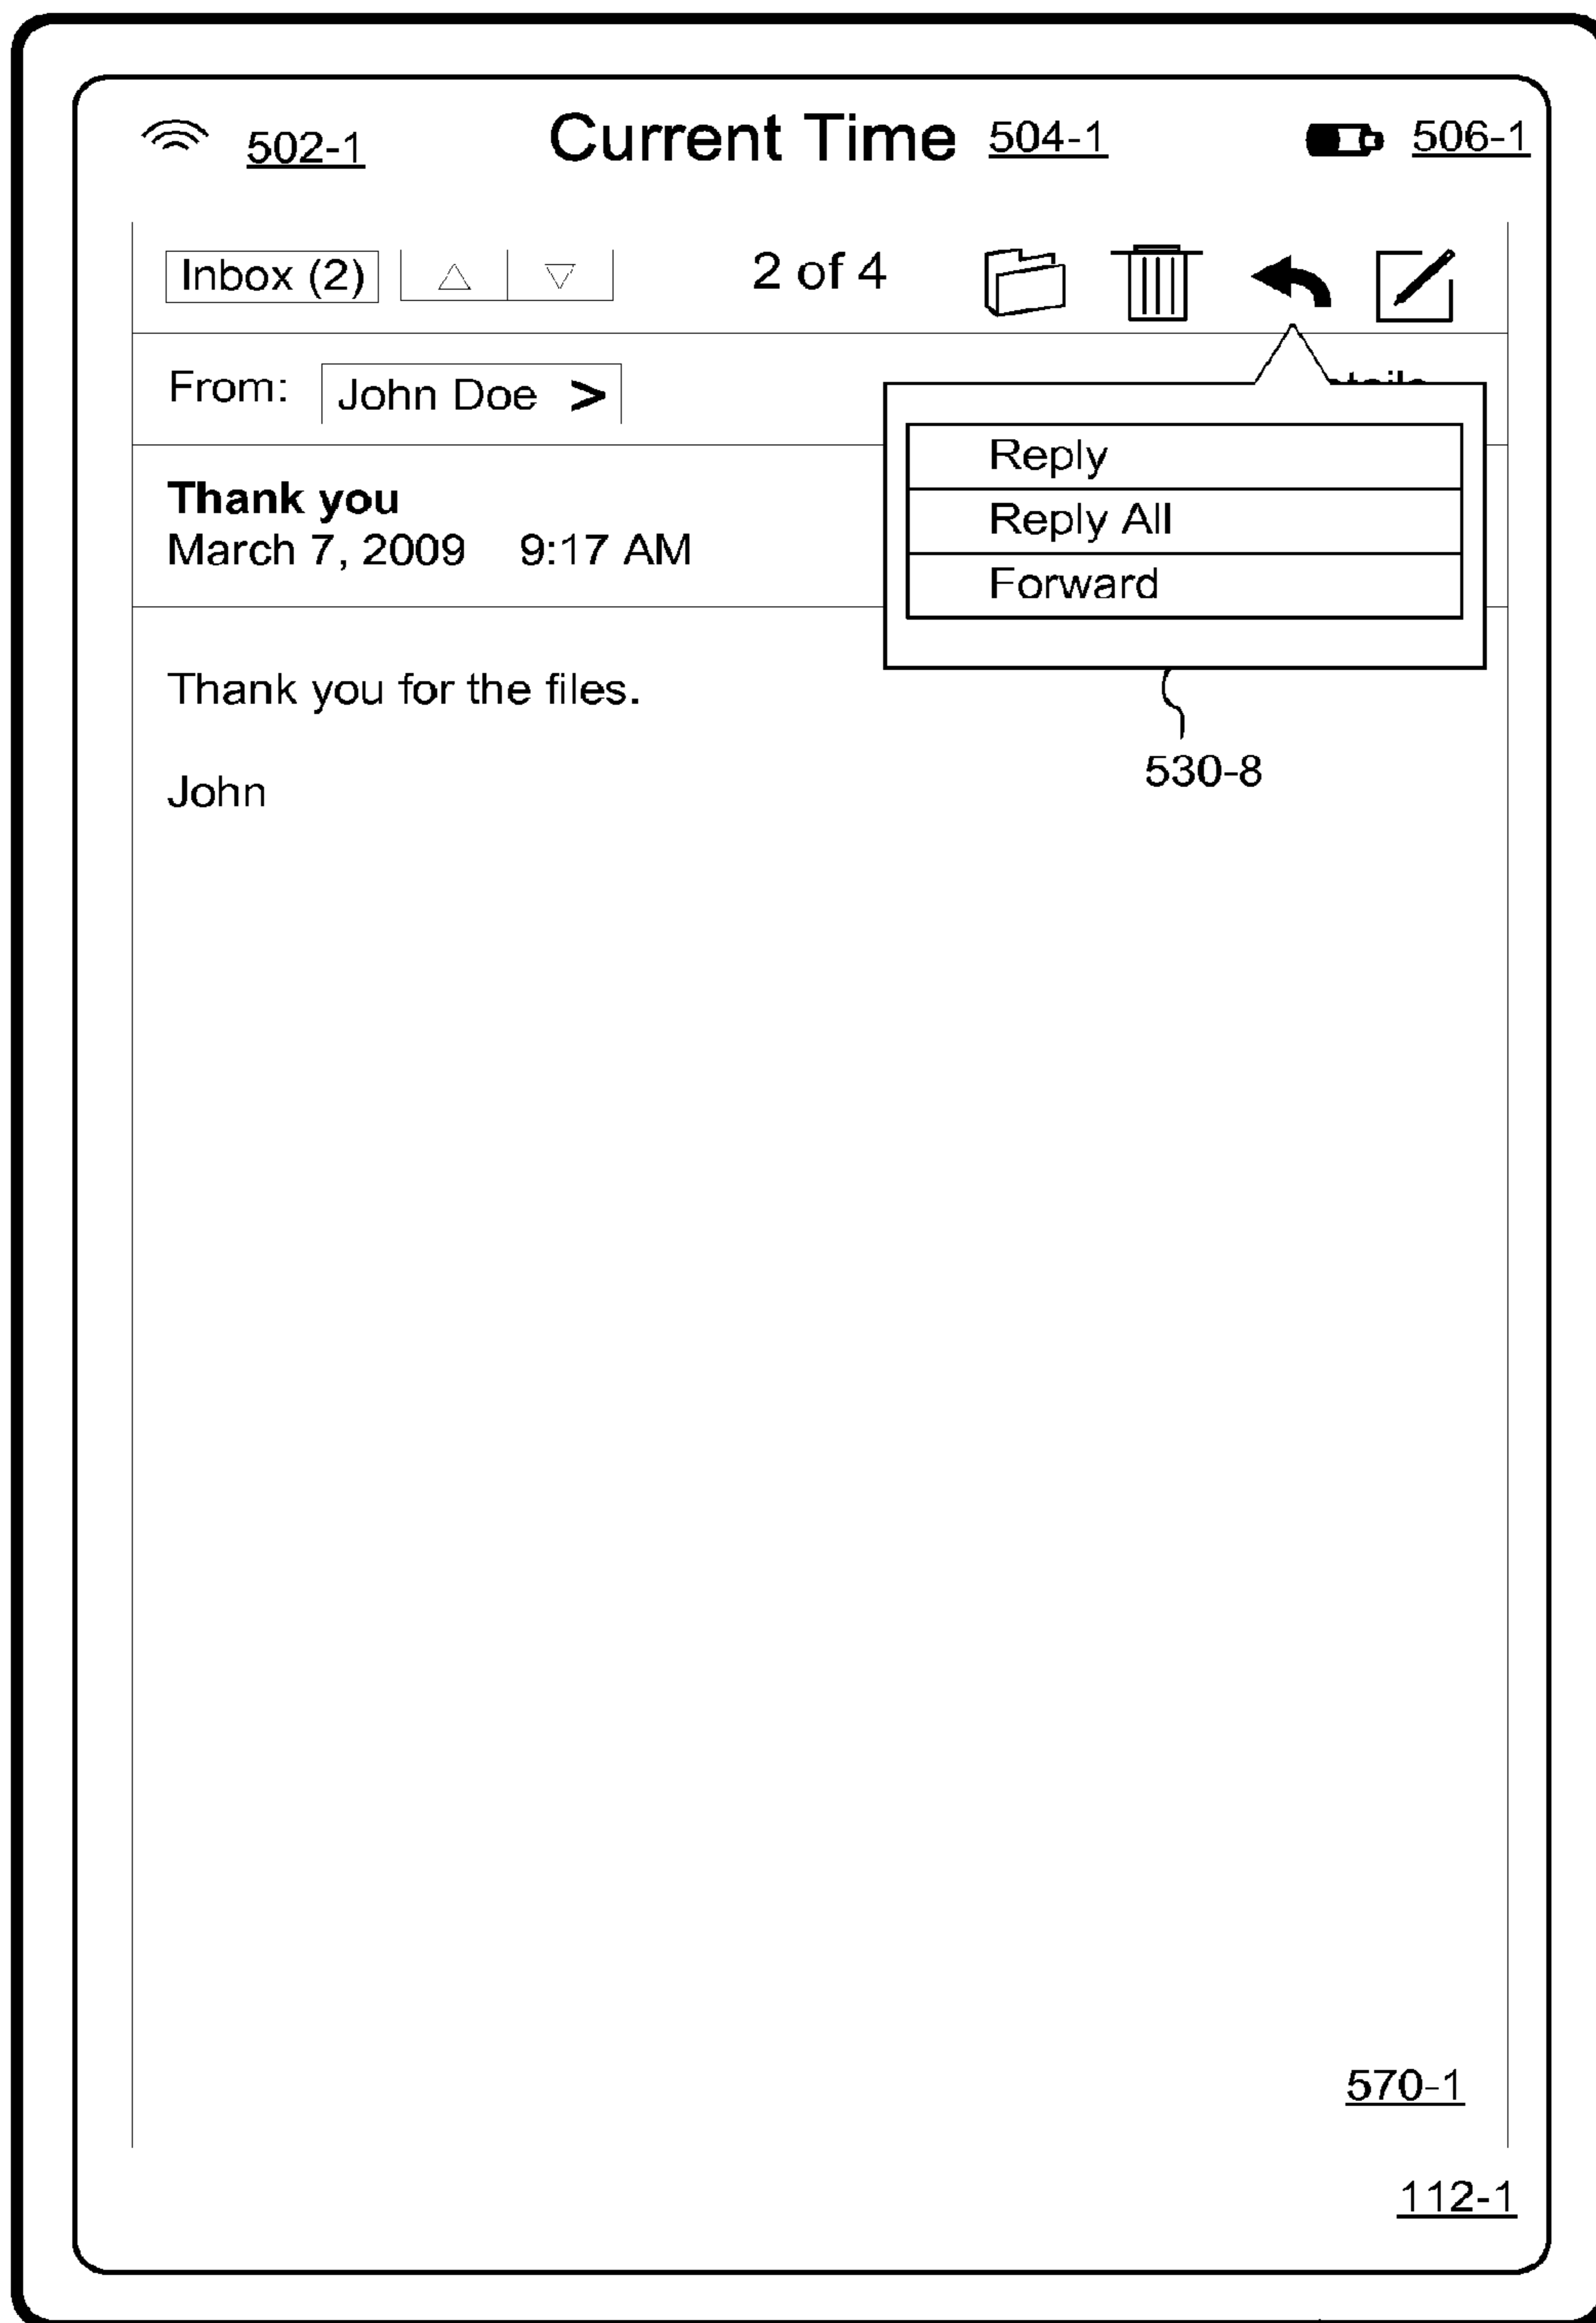 502-1 Current Time 504-1 506-1
Inbox (2) 2 of 4
From: John Doe >
Reply
Thank you
Reply All
March 7, 2009 9:17 AM
Forward
Thank you for the files.
530-8
John
570-1
112-1